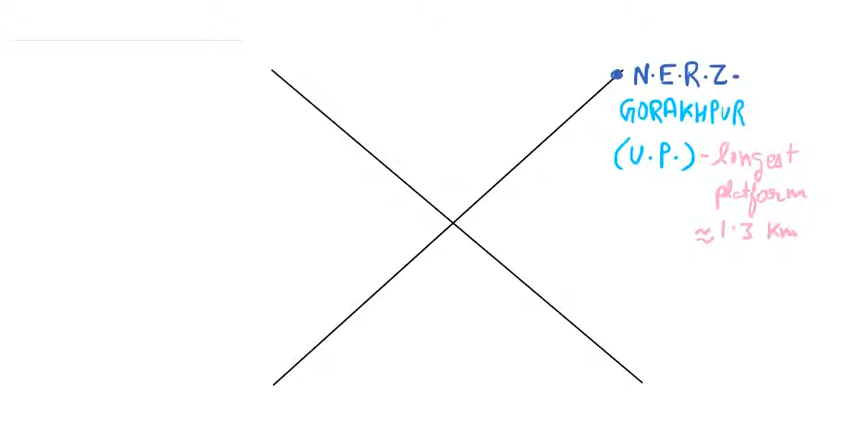 N.E.R.Z.
GORAKHPUR
(U.P.) - longest
platform
≈ 1.3 Km